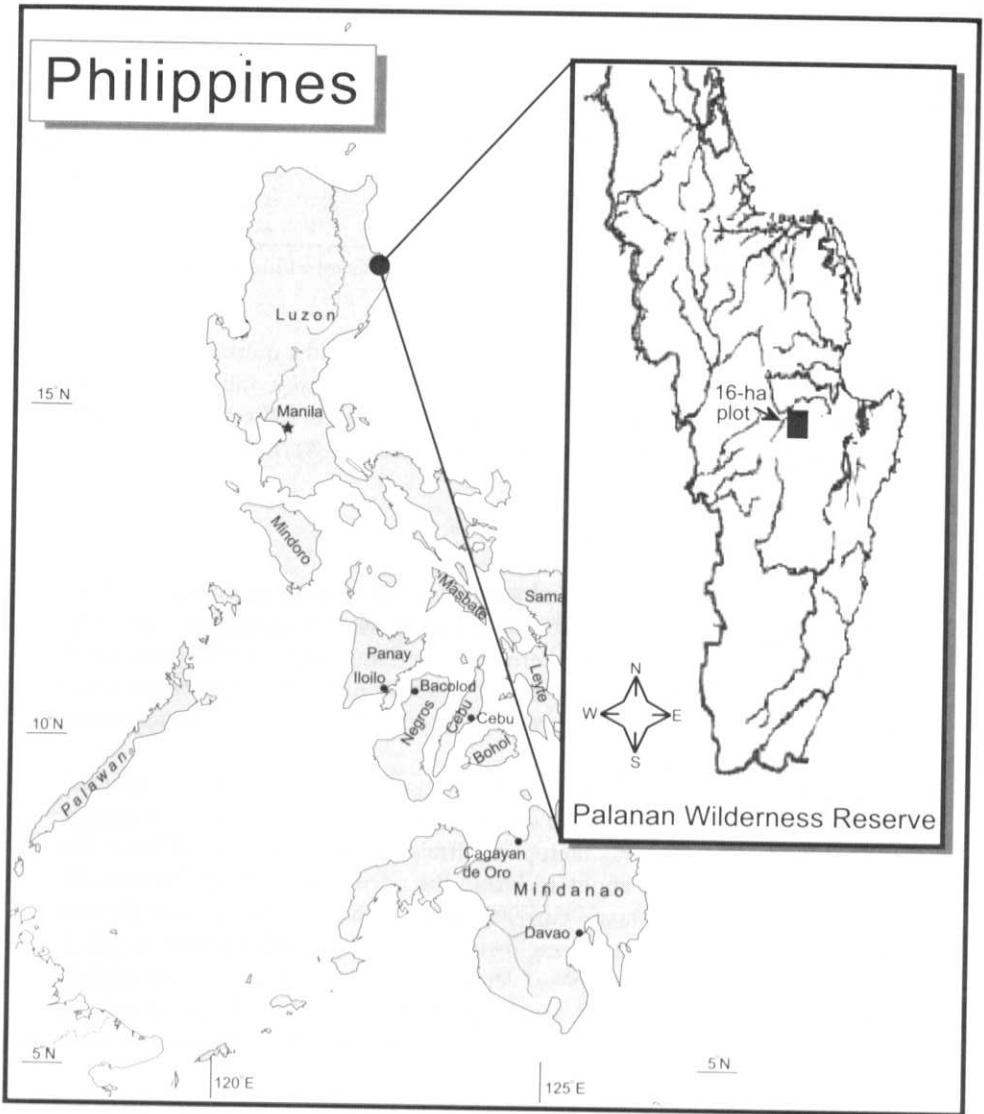 Philippines
Luzon
15°N
Manila
Mindoro
Masbate
Sama
Panay
Iloilo
Bacolod
Negros
Cebu
Cebu
Leyte
Bohol
10°N
Palawan
Cagayan
de Oro
Mindanao
Davao
5°N
120°E
125°E
5°N
16-ha
plot
N
W
E
S
Palanan Wilderness Reserve